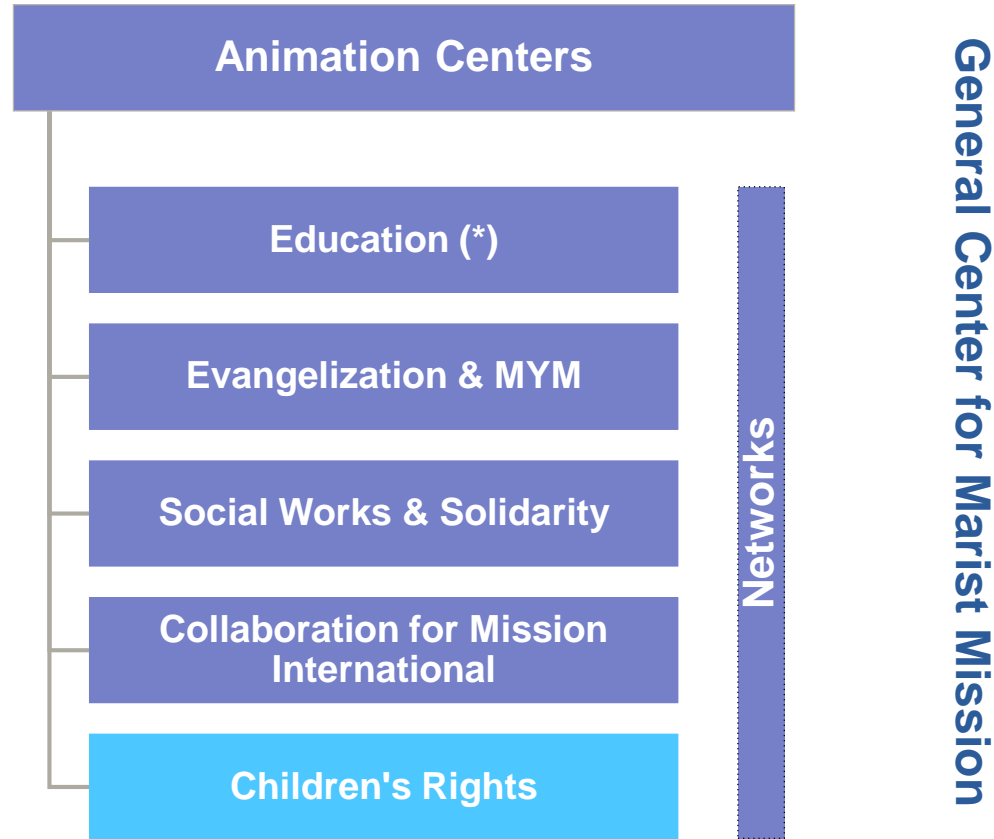 Animation Centers
Education (*)
Evangelization & MYM
Social Works & Solidarity
Collaboration for Mission
International
Children's Rights
Networks
General Center for Marist Mission